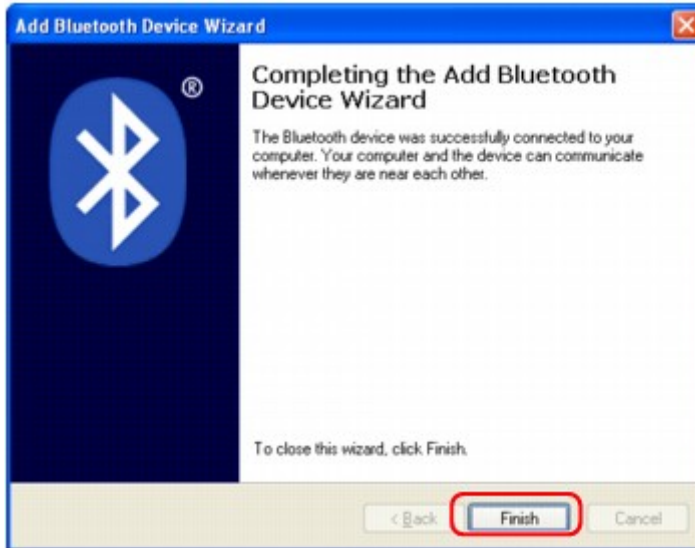 Add Bluetooth Device Wizard
®
Completing the Add Bluetooth
Device Wizard
The Bluetooth device was successfully connected to your
computer. Your computer and the device can communicate
whenever they are near each other.
To close this wizard, click Finish.
< Back Finish Cancel